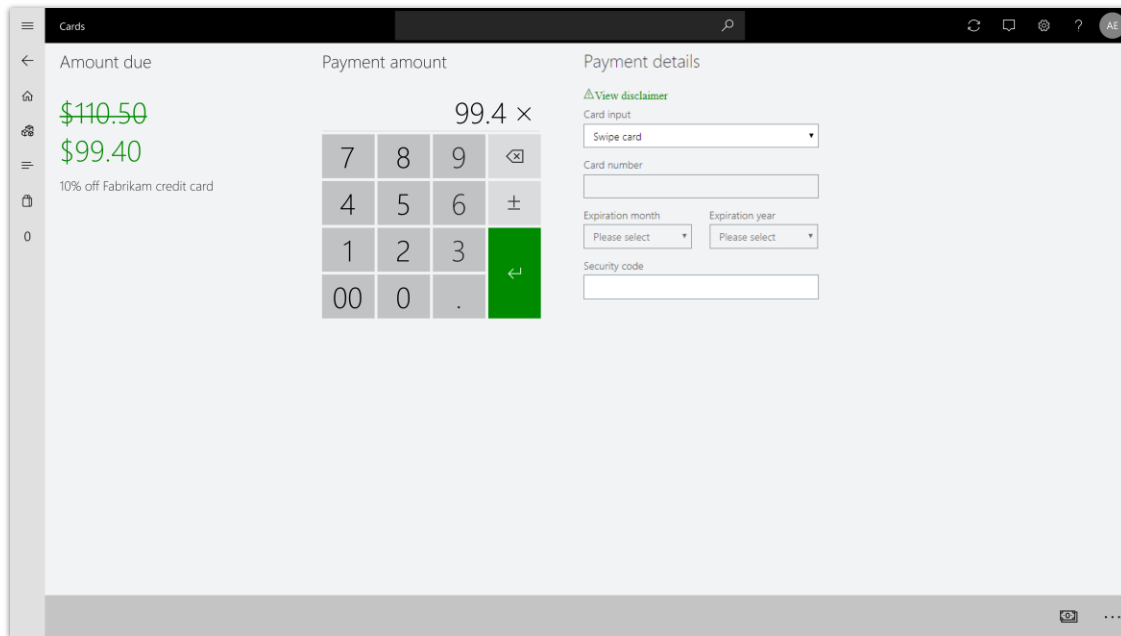 Cards
AE
0
Amount due
$110.50
$99.40
10% off Fabrikam credit card
Payment amount
99.4 ×
7 8 9
4 5 6 ±
1 2 3
00 0 .
Payment details
View disclaimer
Card input
Swipe card
Card number
Expiration month Expiration year
Please select Please select
Security code